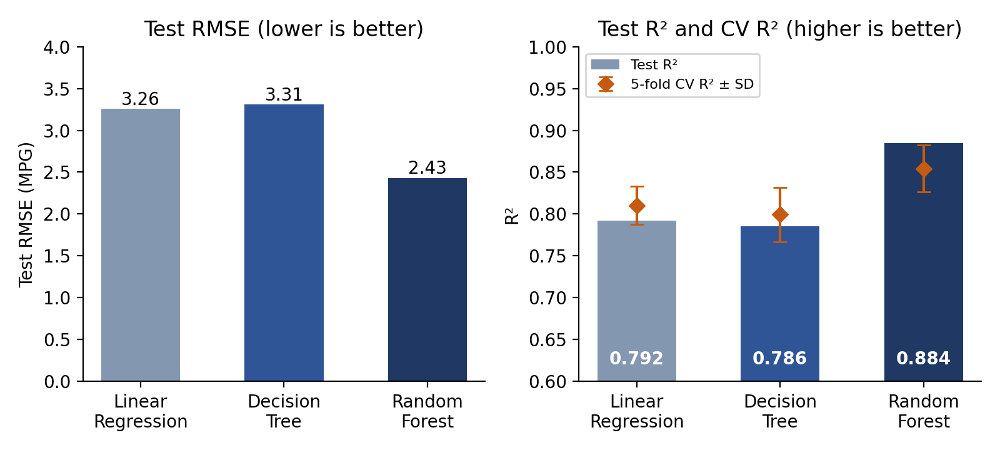 Test RMSE (lower is better)
Test RMSE (MPG)
4.0
3.5
3.0
2.5
2.0
1.5
1.0
0.5
0.0
3.26
3.31
2.43
Linear
Regression
Decision
Tree
Random
Forest
Test R² and CV R² (higher is better)
R²
1.00
0.95
0.90
0.85
0.80
0.75
0.70
0.65
0.60
Test R²
5-fold CV R² ± SD
0.792
0.786
0.884
Linear
Regression
Decision
Tree
Random
Forest